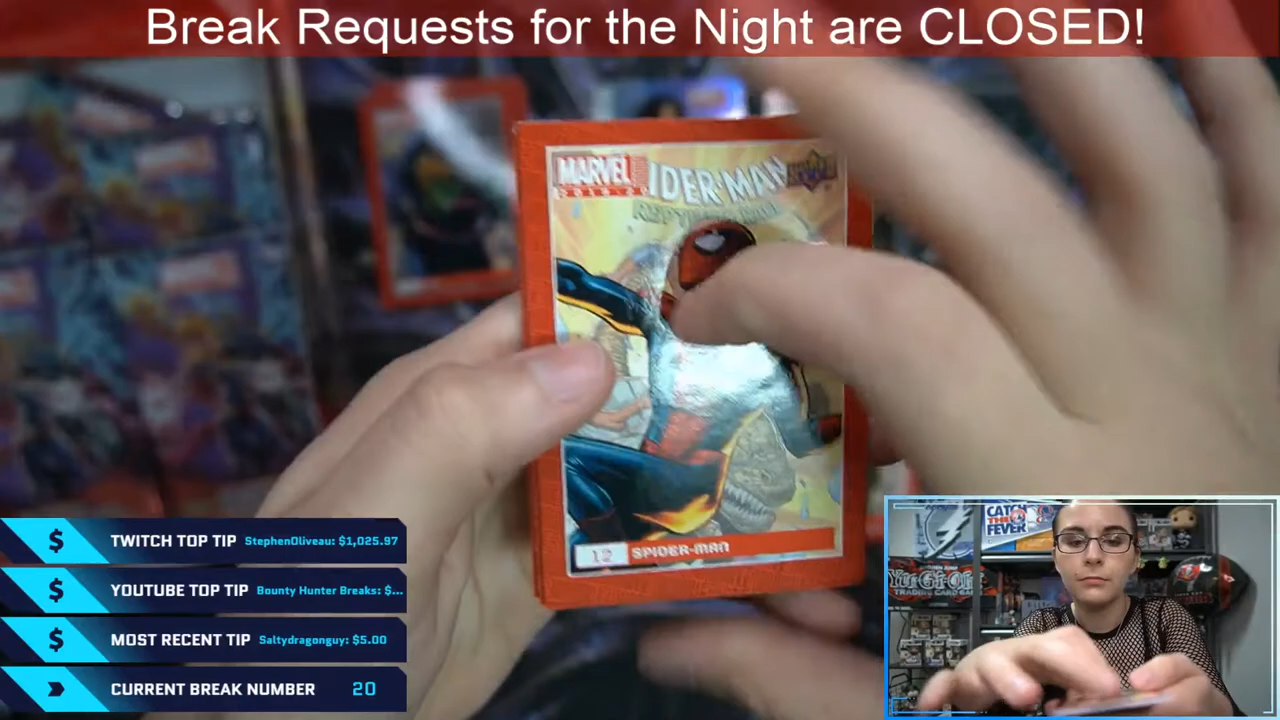 Break Requests for the Night are CLOSED!
MARVEL
IDER-MAN
12 SPIDER-MAN
TWITCH TOP TIP StephenOliveau: $1,025.97
YOUTUBE TOP TIP Bounty Hunter Breaks: $...
MOST RECENT TIP Saltydragonguy: $5.00
CURRENT BREAK NUMBER 20
CATCH
THE
FEVER
Yu-Gi-Oh!
TRADING CARD GAME